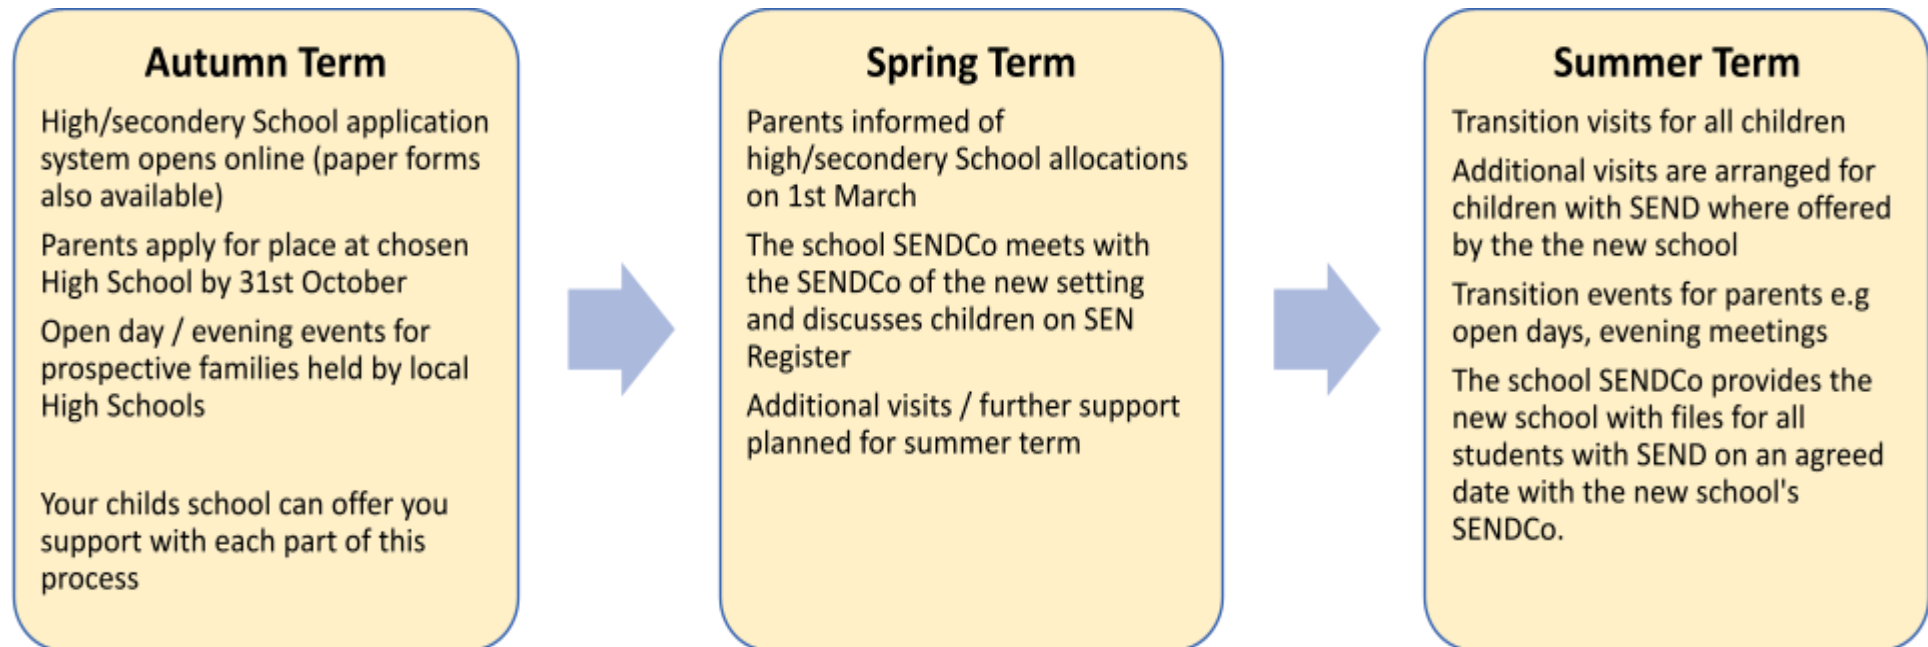 Autumn Term
High/secondery School application
system opens online (paper forms
also available)
Parents apply for place at chosen
High School by 31st October
Open day / evening events for
prospective families held by local
High Schools
Your childs school can offer you
support with each part of this
process
Spring Term
Parents informed of
high/secondery School allocations
on 1st March
The school SENDCo meets with
the SENDCo of the new setting
and discusses children on SEN
Register
Additional visits / further support
planned for summer term
Summer Term
Transition visits for all children
Additional visits are arranged for
children with SEND where offered
by the the new school
Transition events for parents e.g
open days, evening meetings
The school SENDCo provides the
new school with files for all
students with SEND on an agreed
date with the new school's
SENDCo.